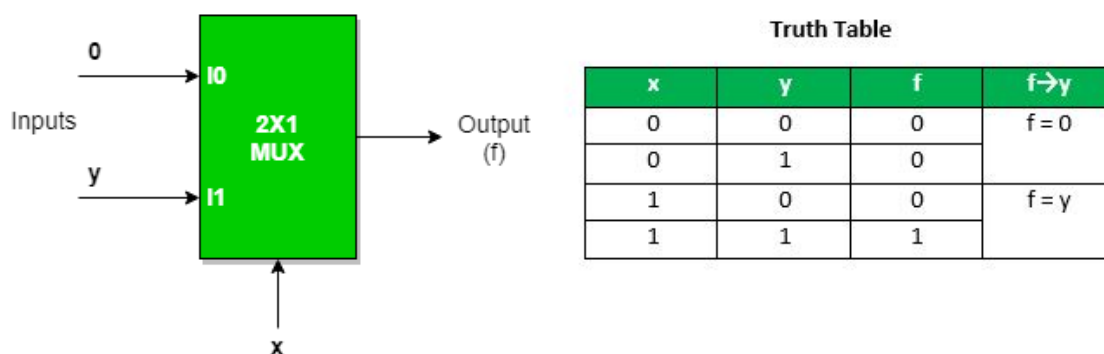 0
I0
Inputs
2X1
MUX
Output
(f)
y
I1
x
Truth Table
x y f f→y
0 0 0 f = 0
0 1 0
1 0 0 f = y
1 1 1